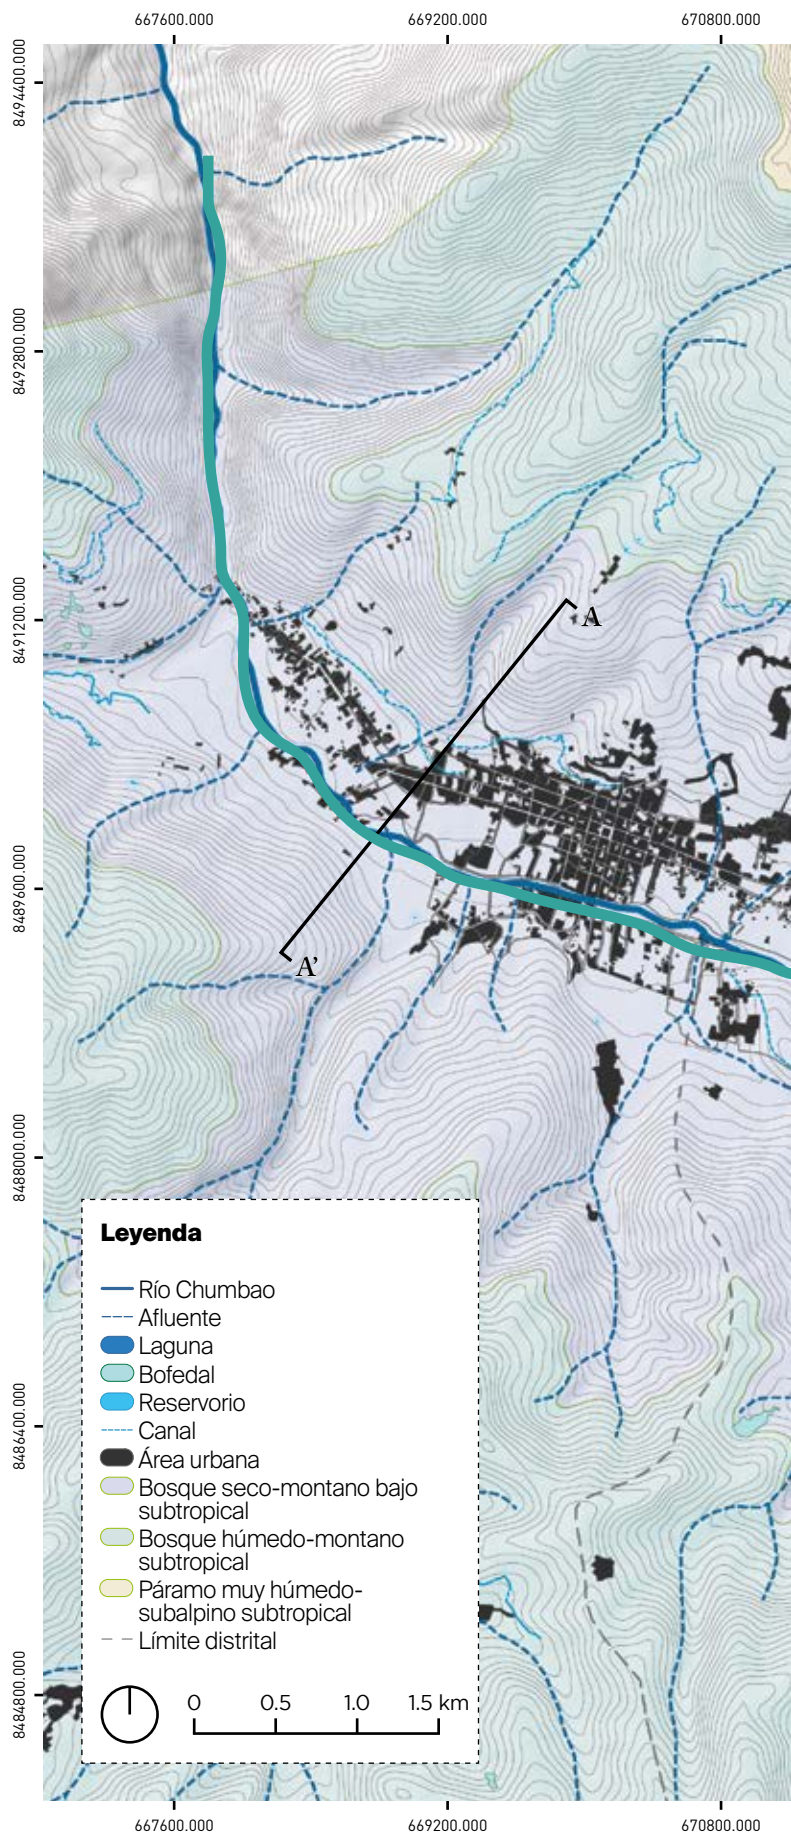 667600.000 669200.000 670800.000
8494400.000
8492800.000
8491200.000
8489600.000
8488000.000
8486400.000
8484800.000
A
A'
Leyenda
Río Chumbao
Afluente
Laguna
Bofedal
Reservorio
Canal
Área urbana
Bosque seco-montano bajo
subtropical
Bosque húmedo-montano
subtropical
Páramo muy húmedo-
subalpino subtropical
Límite distrital
0 0.5 1.0 1.5 km
667600.000 669200.000 670800.000